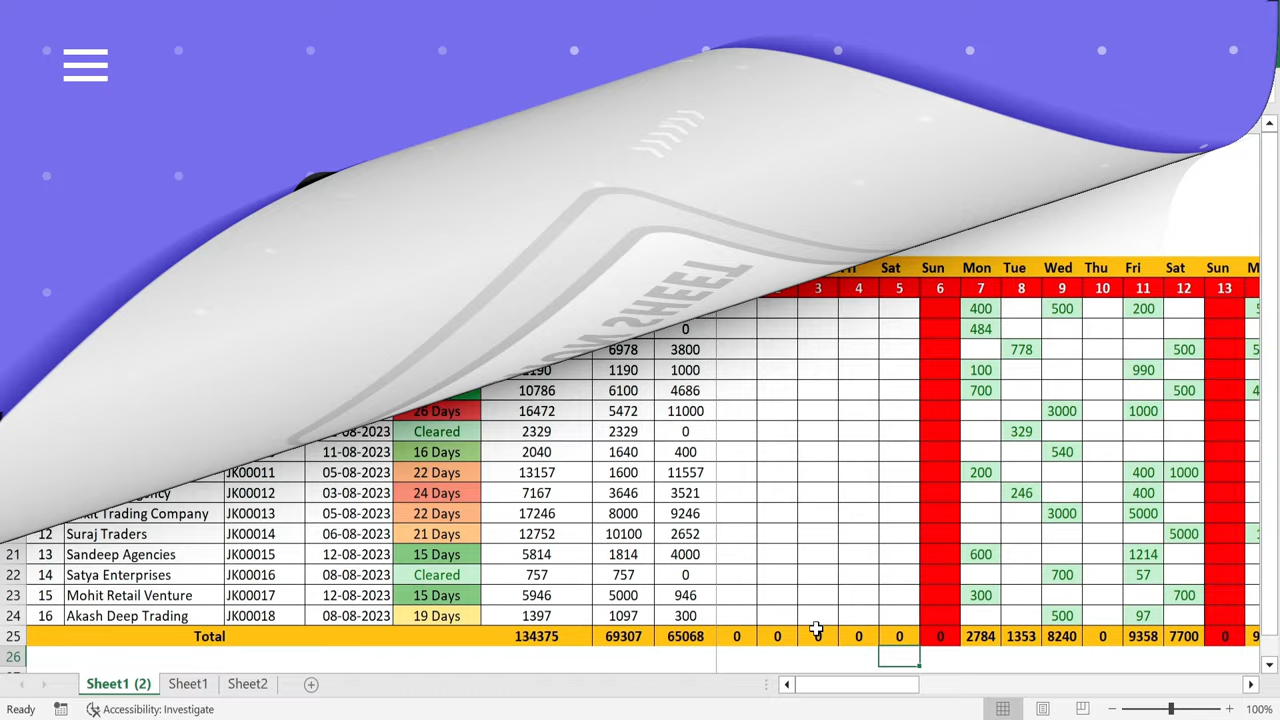 Sat Sun Mon Tue Wed Thu Fri Sat Sun M
3 4 5 6 7 8 9 10 11 12 13
400 500 200
0 484
6978 3800 778 500
1190 1000 100 990
10786 6100 4686 700 500
26 Days 16472 5472 11000 3000 1000
-08-2023 Cleared 2329 2329 0 329
11-08-2023 16 Days 2040 1640 400 540
JK00011 05-08-2023 22 Days 13157 1600 11557 200 400 1000
JK00012 03-08-2023 24 Days 7167 3646 3521 246 400
Trading Company JK00013 05-08-2023 22 Days 17246 8000 9246 3000 5000
12 Suraj Traders JK00014 06-08-2023 21 Days 12752 10100 2652 5000
21 13 Sandeep Agencies JK00015 12-08-2023 15 Days 5814 1814 4000 600 1214
22 14 Satya Enterprises JK00016 08-08-2023 Cleared 757 757 0 700 57
23 15 Mohit Retail Venture JK00017 12-08-2023 15 Days 5946 5000 946 300 700
24 16 Akash Deep Trading JK00018 08-08-2023 19 Days 1397 1097 300 500 97
25 Total 134375 69307 65068 0 0 0 0 0 0 2784 1353 8240 0 9358 7700 0 9
26
Sheet1 (2) Sheet1 Sheet2
Ready Accessibility: Investigate 100%